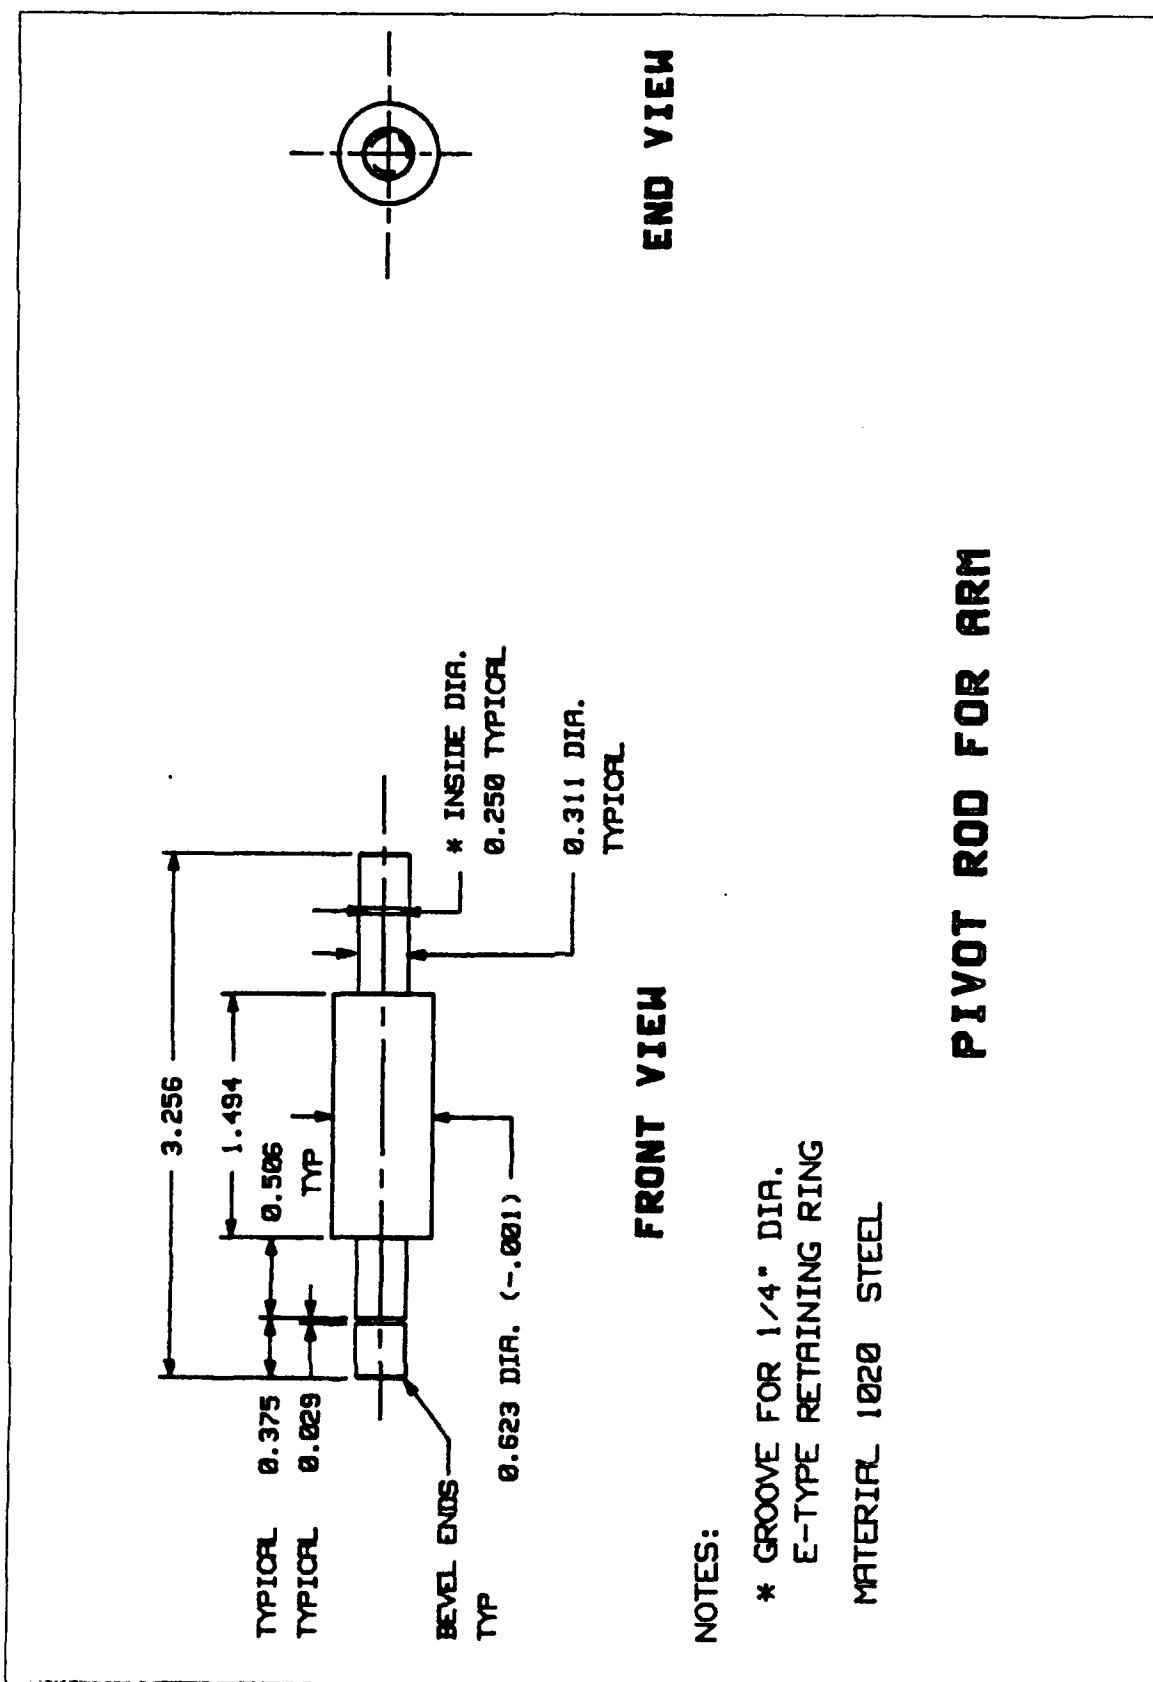 3.256
1.494
0.506
TYP
TYPICAL 0.375
TYPICAL 0.029
BEVEL ENDS
TYP
0.623 DIA. (-.001)
* INSIDE DIA.
0.250 TYPICAL
0.311 DIA.
TYPICAL
FRONT VIEW
END VIEW
NOTES:
* GROOVE FOR 1/4" DIA.
E-TYPE RETAINING RING
MATERIAL 1020 STEEL
PIVOT ROD FOR ARM